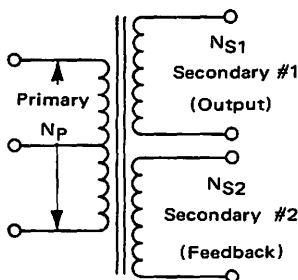 Primary
NP
NS1
Secondary #1
(Output)
NS2
Secondary #2
(Feedback)